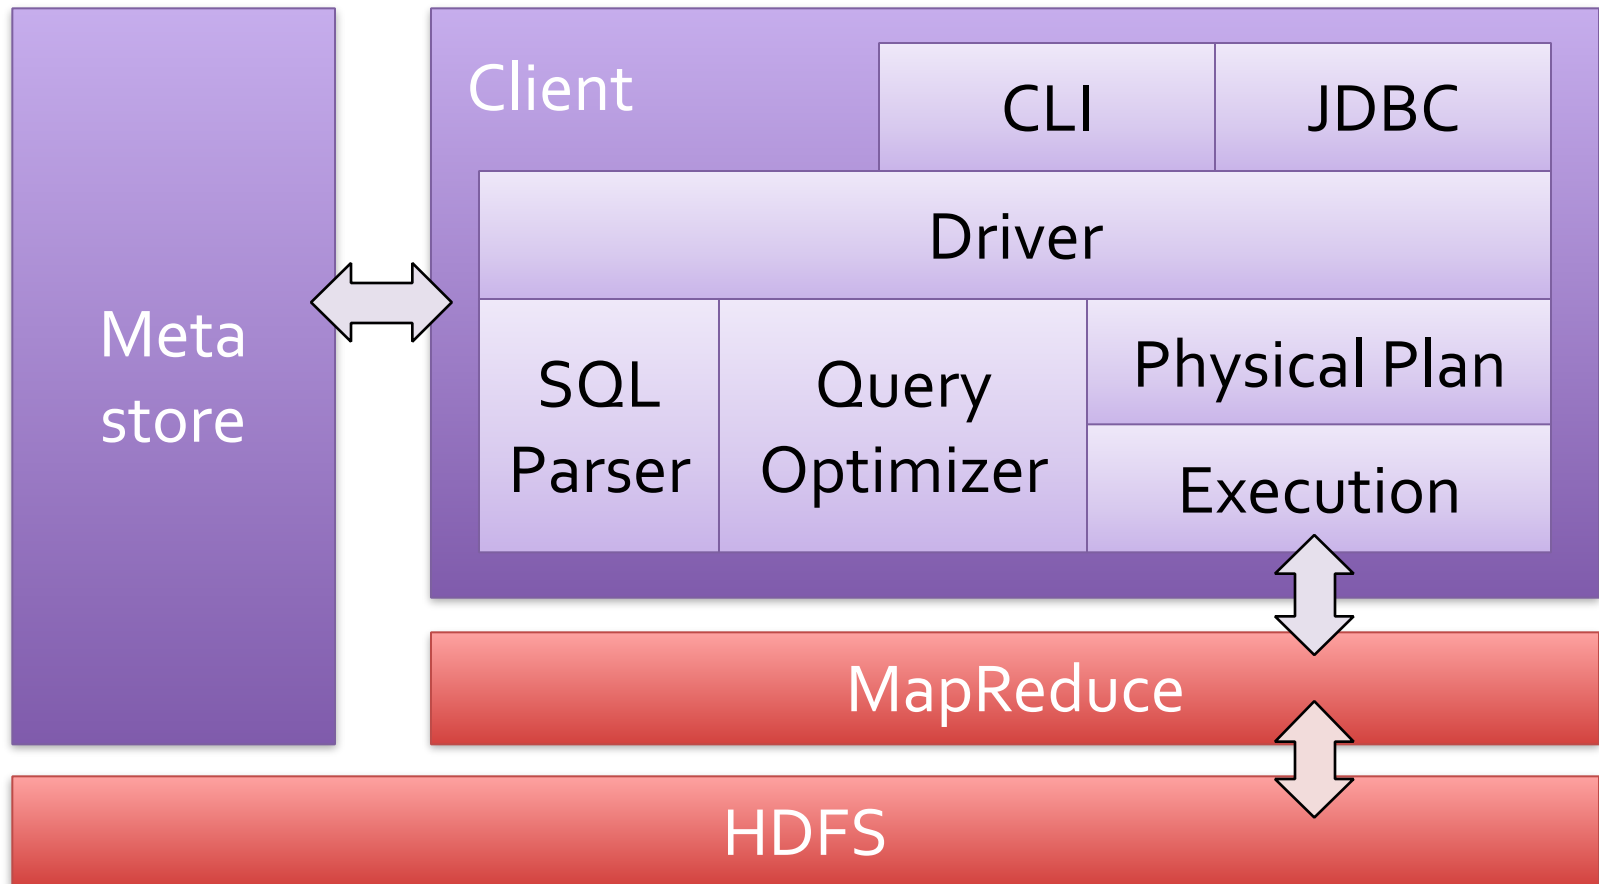 Client
CLI
JDBC
Driver
Meta
store
SQL
Parser
Query
Optimizer
Physical Plan
Execution
MapReduce
HDFS